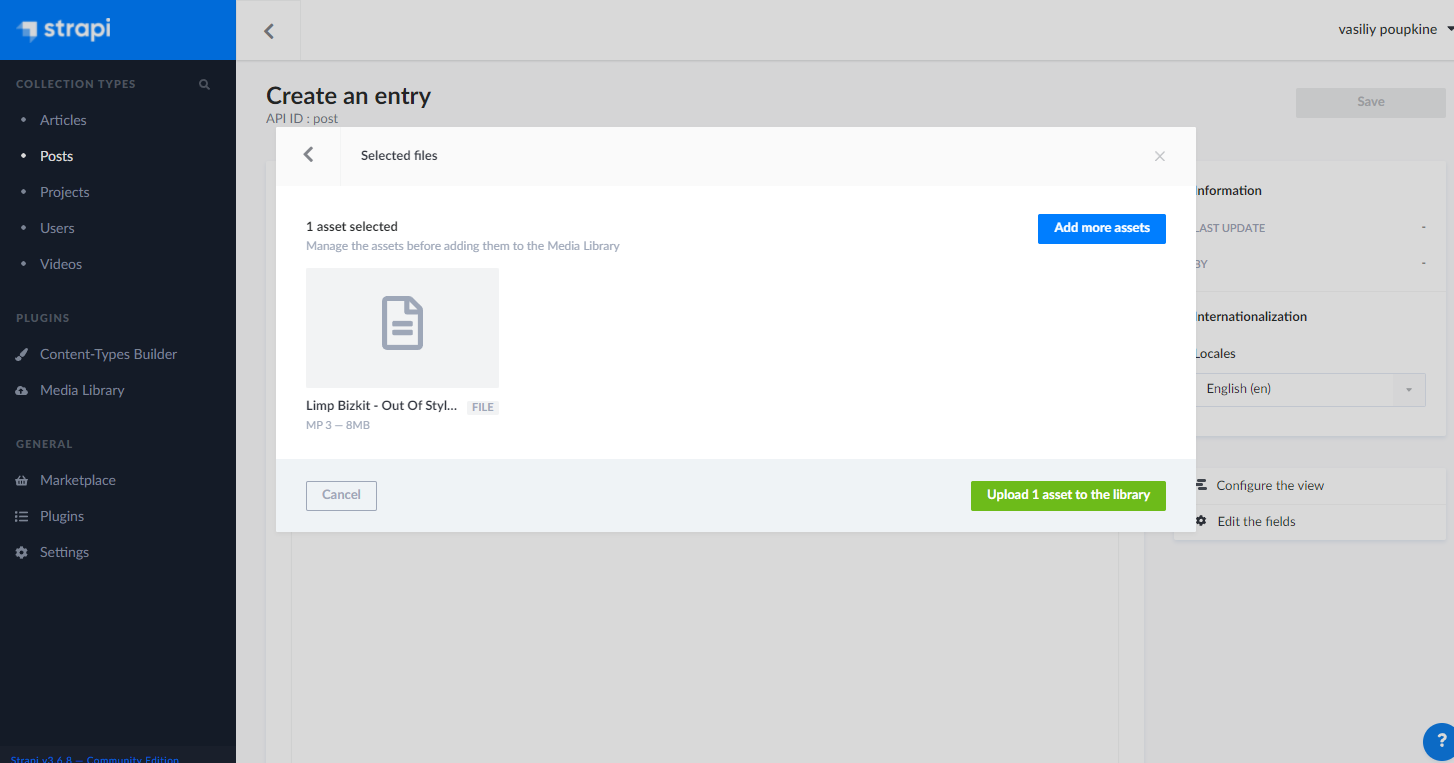 strapi
vasiliy poupkine
COLLECTION TYPES
Articles
Posts
Projects
Users
Videos
PLUGINS
Content-Types Builder
Media Library
GENERAL
Marketplace
Plugins
Settings
Strapi v3.6.8 — Community Edition
Create an entry
API ID : post
Save
Selected files
1 asset selected
Manage the assets before adding them to the Media Library
Add more assets
Limp Bizkit - Out Of Styl... FILE
MP3 — 8MB
Cancel
Upload 1 asset to the library
Information
LAST UPDATE -
BY -
Internationalization
Locales
English (en)
Configure the view
Edit the fields
?